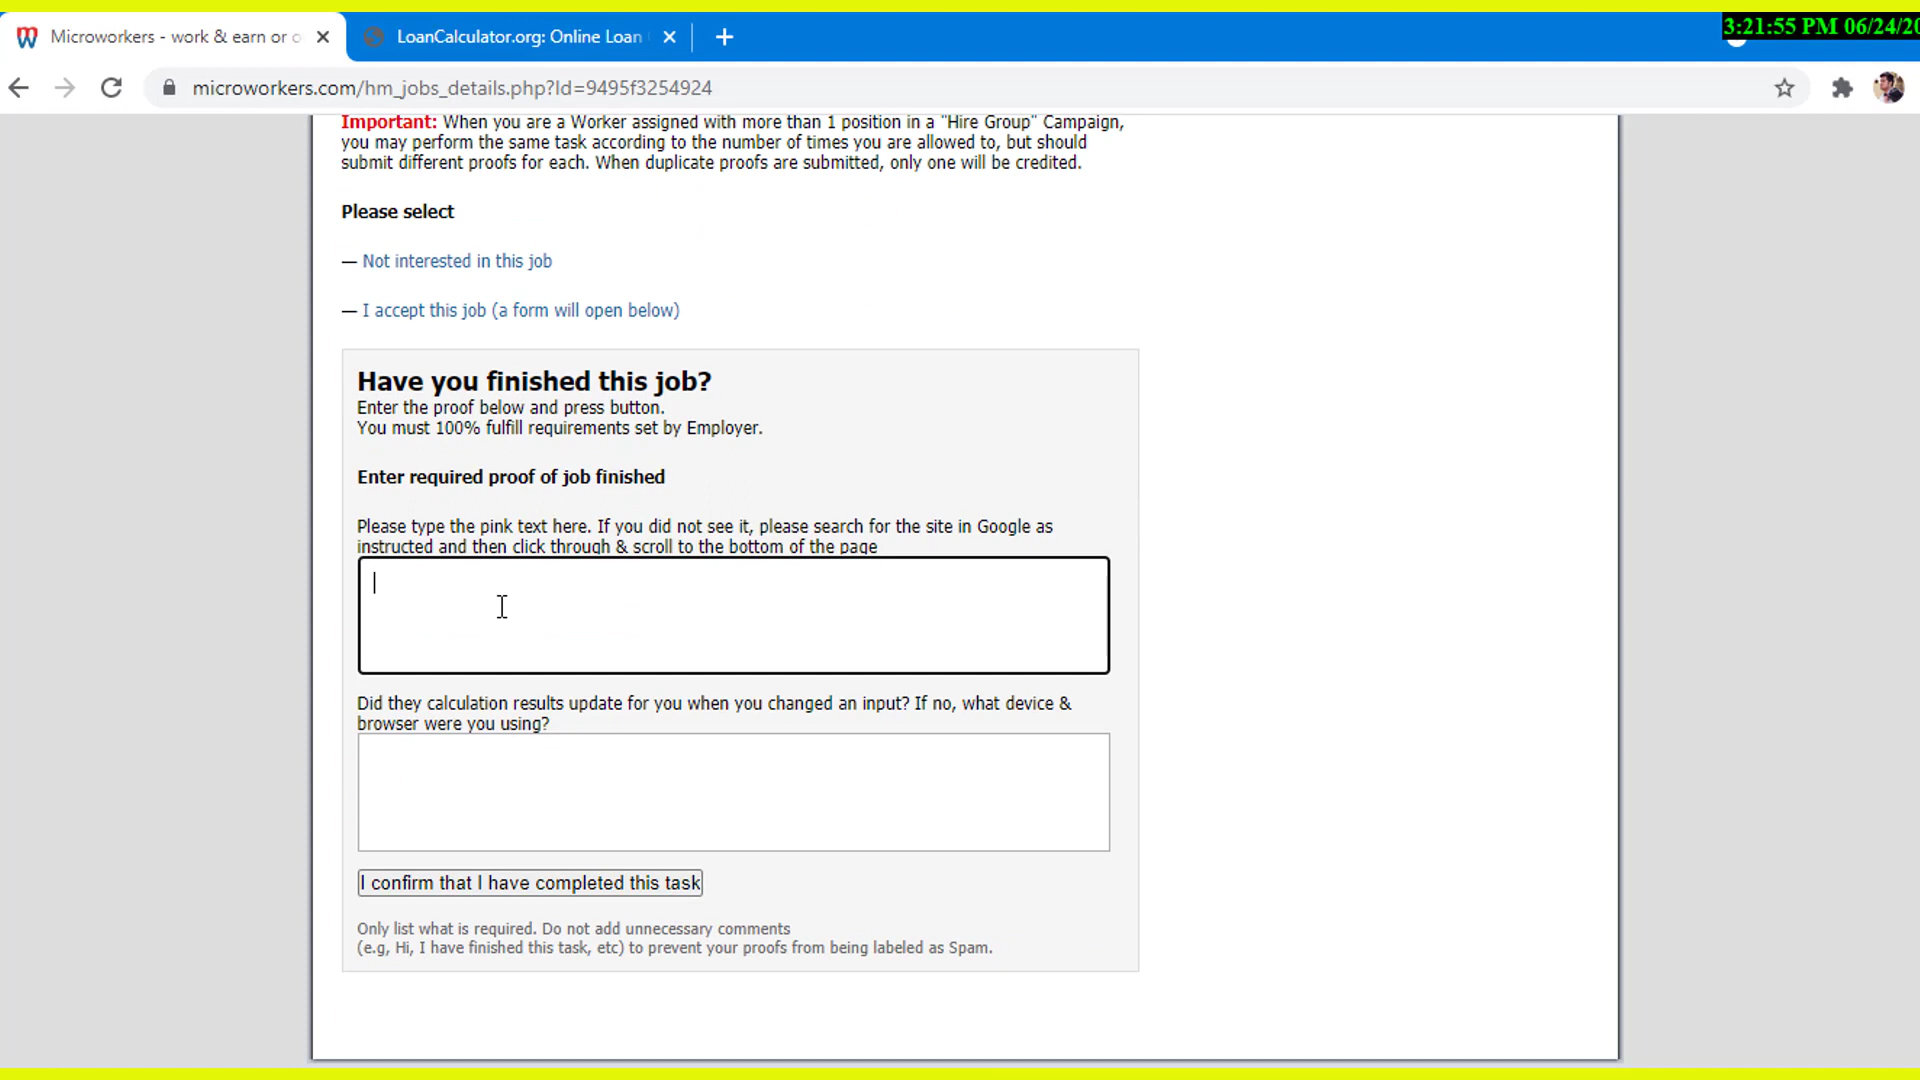 Microworkers - work & earn or
LoanCalculator.org: Online Loan
3:21:55 PM 06/24/20
microworkers.com/hm_jobs_details.php?Id=9495f3254924
Important: When you are a Worker assigned with more than 1 position in a "Hire Group" Campaign,
you may perform the same task according to the number of times you are allowed to, but should
submit different proofs for each. When duplicate proofs are submitted, only one will be credited.
Please select
— Not interested in this job
— I accept this job (a form will open below)
Have you finished this job?
Enter the proof below and press button.
You must 100% fulfill requirements set by Employer.
Enter required proof of job finished
Please type the pink text here. If you did not see it, please search for the site in Google as
instructed and then click through & scroll to the bottom of the page
Did they calculation results update for you when you changed an input? If no, what device &
browser were you using?
I confirm that I have completed this task
Only list what is required. Do not add unnecessary comments
(e.g, Hi, I have finished this task, etc) to prevent your proofs from being labeled as Spam.